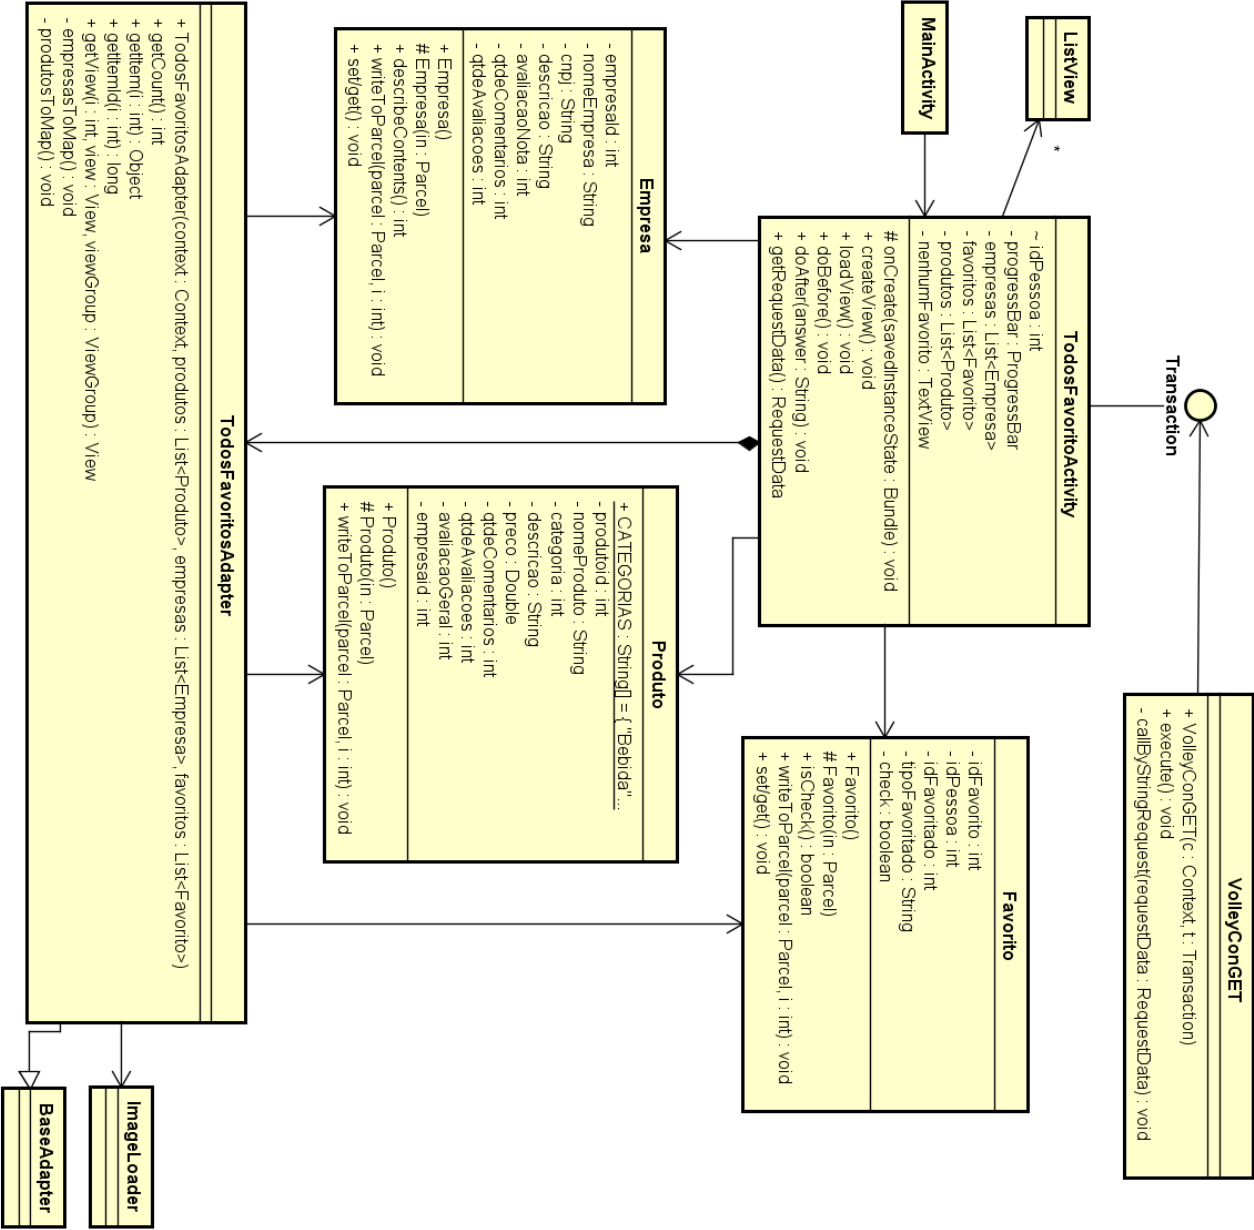 ListView
*
MainActivity
Transaction
VolleyConGET
+ VolleyConGET(c : Context, t : Transaction)
+ execute() : void
- callByStringRequest(requestData : RequestData) : void
TodosFavoritoActivity
~ idPessoa : int
- progressBar : ProgressBar
- empresas : List<Empresa>
- favoritos : List<Favorito>
- produtos : List<Produto>
- nenhumFavorito : TextView
# onCreate(savedInstanceState : Bundle) : void
+ createView() : void
+ loadView() : void
+ doBefore() : void
+ doAfter(answer : String) : void
+ getRequestData() : RequestData
Favorito
- idFavorito : int
- idPessoa : int
- idFavoritado : int
- tipoFavoritado : String
- check : boolean
+ Favorito()
# Favorito(in : Parcel)
+ isCheck() : boolean
+ writeToParcel(parcel : Parcel, i : int) : void
+ set/get() : void
Empresa
- empresaId : int
- nomeEmpresa : String
- cnpj : String
- descricao : String
- avaliacaoNota : int
- qtdeComentarios : int
- qtdeAvaliacoes : int
+ Empresa()
# Empresa(in : Parcel)
+ describeContents() : int
+ writeToParcel(parcel : Parcel, i : int) : void
+ set/get() : void
Produto
+ CATEGORIAS : String[] = { "Bebida"...
- produtoid : int
- nomeProduto : String
- categoria : int
- descricao : String
- preco : Double
- qtdeComentarios : int
- qtdeAvaliacoes : int
- avaliacaoGeral : int
- empresaid : int
+ Produto()
# Produto(in : Parcel)
+ writeToParcel(parcel : Parcel, i : int) : void
TodosFavoritosAdapter
+ TodosFavoritosAdapter(context : Context, produtos : List<Produto>, empresas : List<Empresa>, favoritos : List<Favorito>)
+ getCount() : int
+ getItem(i : int) : Object
+ getItemId(i : int) : long
+ getView(i : int, view : View, viewGroup : ViewGroup) : View
- empresasToMap() : void
- produtosToMap() : void
ImageLoader
BaseAdapter